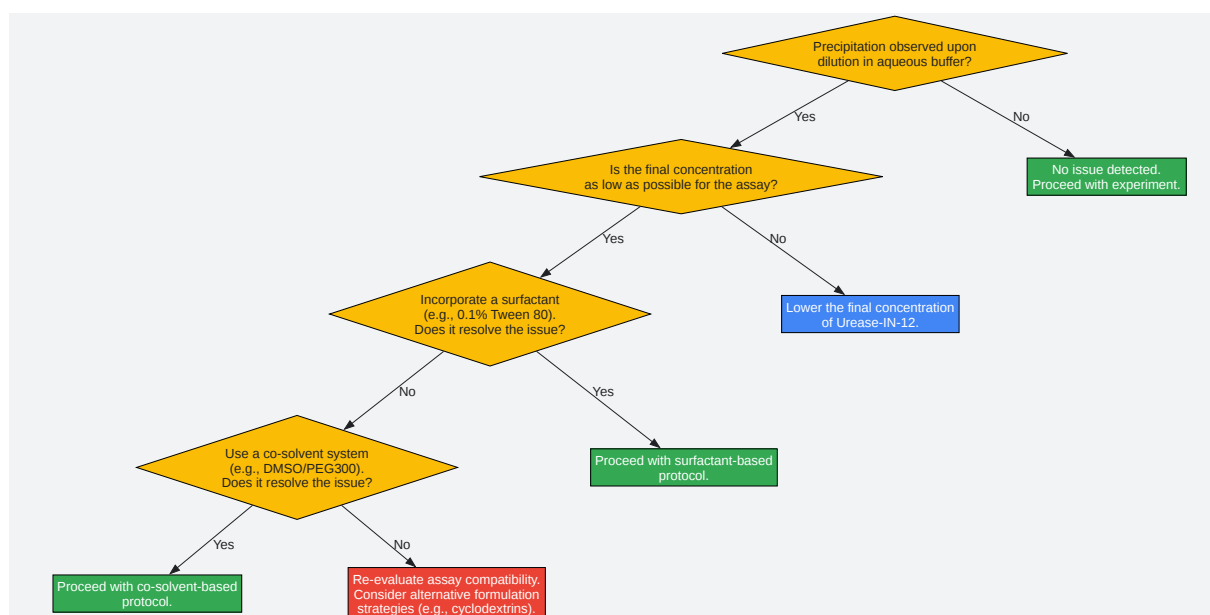 Precipitation observed upon
dilution in aqueous buffer?
Yes
No
Is the final concentration
as low as possible for the assay?
No issue detected.
Proceed with experiment.
Yes
No
Incorporate a surfactant
(e.g., 0.1% Tween 80).
Does it resolve the issue?
Lower the final concentration
of Urease-IN-12.
No
Yes
Use a co-solvent system
(e.g., DMSO/PEG300).
Does it resolve the issue?
Proceed with surfactant-based
protocol.
Yes
No
Proceed with co-solvent-based
protocol.
Re-evaluate assay compatibility.
Consider alternative formulation
strategies (e.g., cyclodextrins).